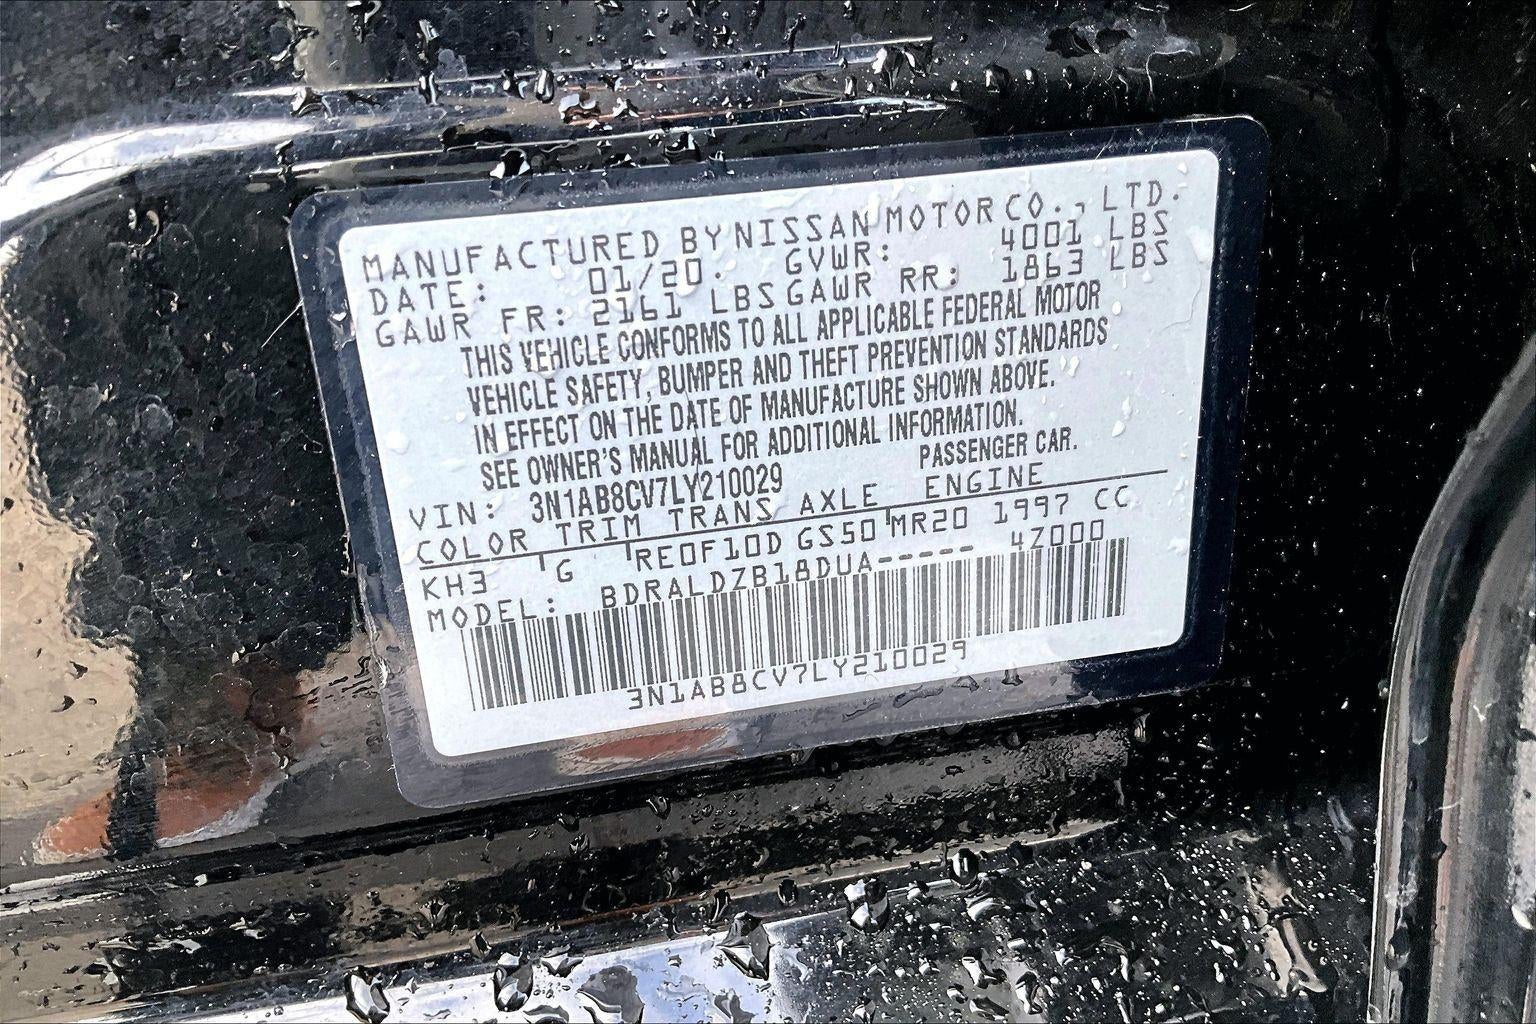 MANUFACTURED BY NISSAN MOTOR CO., LTD.
DATE: 01/20 GVWR: 4001 LBS
GAWR FR: 2161 LBS GAWR RR: 1863 LBS
THIS VEHICLE CONFORMS TO ALL APPLICABLE FEDERAL MOTOR
VEHICLE SAFETY, BUMPER AND THEFT PREVENTION STANDARDS
IN EFFECT ON THE DATE OF MANUFACTURE SHOWN ABOVE.
SEE OWNER'S MANUAL FOR ADDITIONAL INFORMATION.
VIN: 3N1AB8CV7LY210029 PASSENGER CAR.
COLOR TRIM TRANS AXLE ENGINE
KH3 G RE0F10D GS50 MR20 1997 CC
MODEL: BDRALDZB18DUA----- 4Z000
3N1AB8CV7LY210029